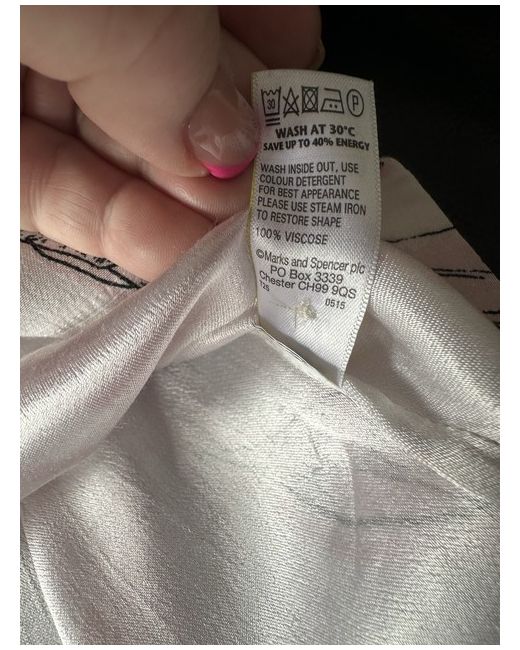 30 P
WASH AT 30°C
SAVE UP TO 40% ENERGY
WASH INSIDE OUT, USE
COLOUR DETERGENT
FOR BEST APPEARANCE
PLEASE USE STEAM IRON
TO RESTORE SHAPE
100% VISCOSE
©Marks and Spencer plc
PO Box 3339
Chester CH99 9QS
T25 0515